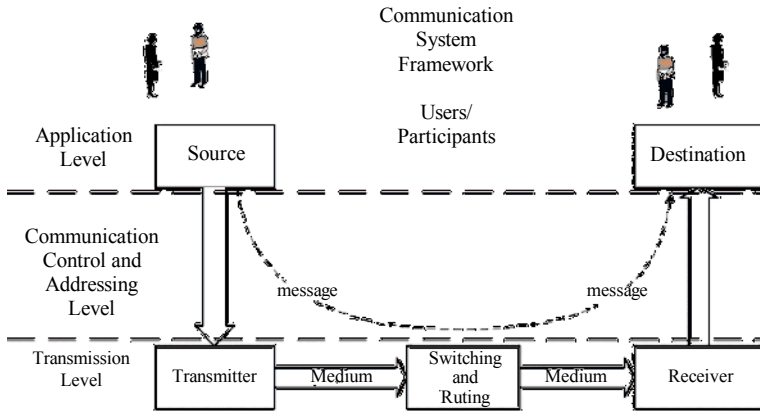 Communication
System
Framework
Users/
Participants
Application
Level
Source
Destination
Communication
Control and
Addressing
Level
message
message
Transmission
Level
Transmitter
Medium
Switching
and
Ruting
Medium
Receiver